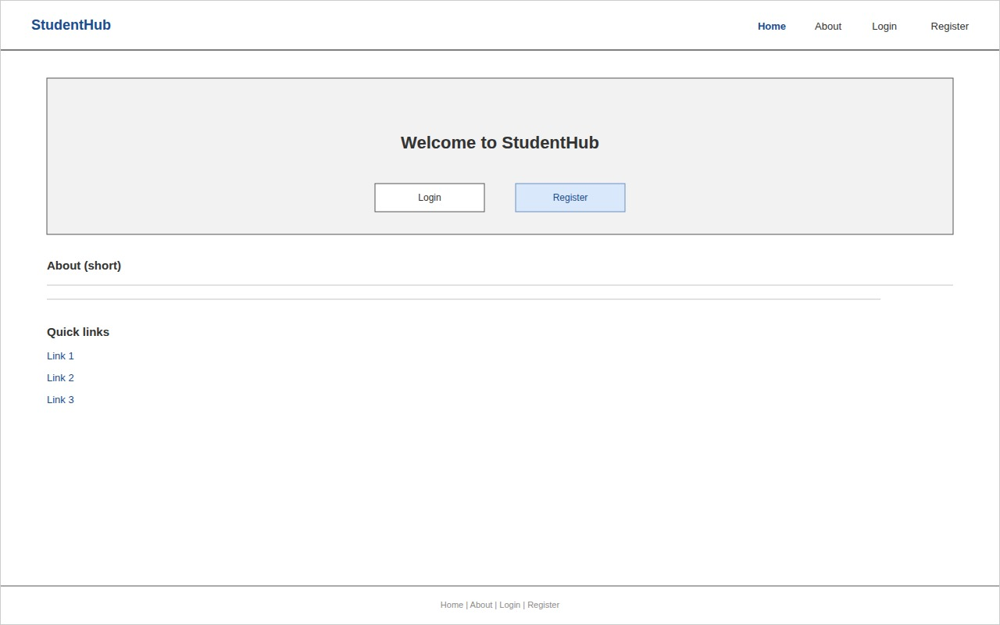 StudentHub
Home About Login Register
Welcome to StudentHub
Login Register
About (short)
Quick links
Link 1
Link 2
Link 3
Home | About | Login | Register